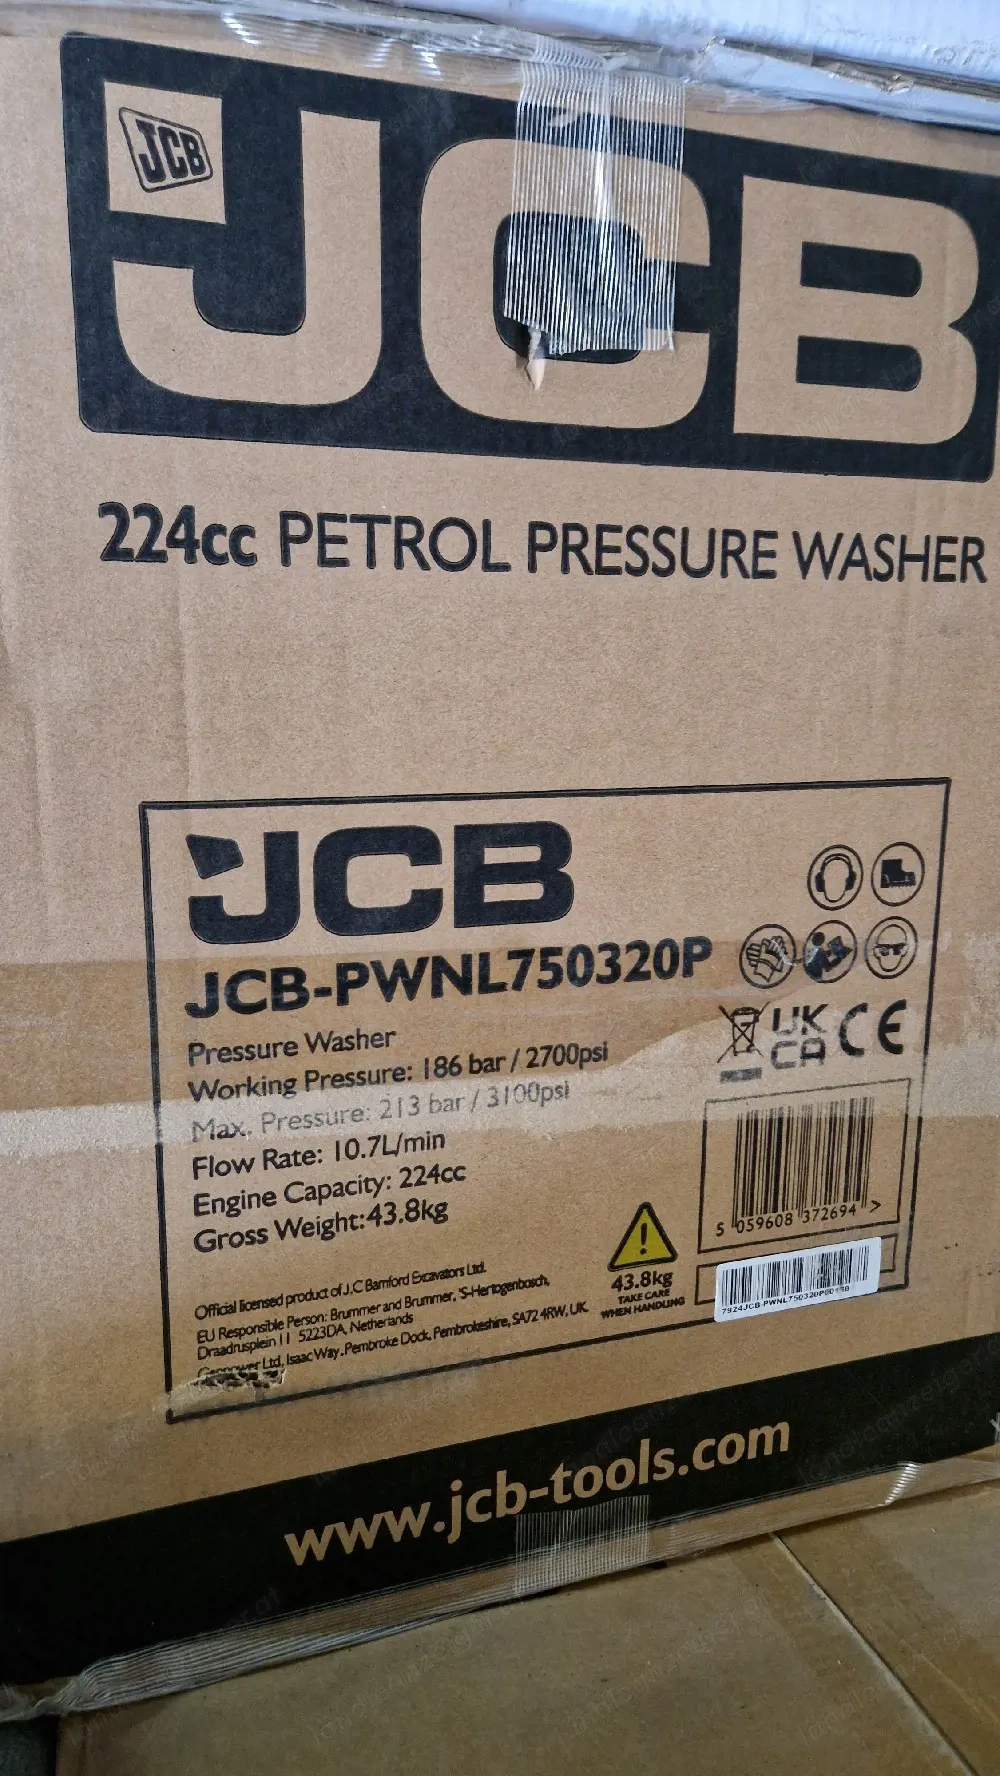 JCB
JCB
224cc PETROL PRESSURE WASHER
JCB
JCB-PWNL750320P
Pressure Washer
Working Pressure: 186 bar / 2700psi
Max. Pressure: 213 bar / 3100psi
Flow Rate: 10.7L/min
Engine Capacity: 224cc
Gross Weight:43.8kg
UK
CA CE
5 059608 372694 >
Official licensed product of J.C Bamford Excavators Ltd.
EU Responsible Person: Brummer and Brummer, 'S-Hertogenbosch,
Draadrusplein 11 5223DA, Netherlands
Genpower Ltd, Isaac Way, Pembroke Dock, Pembrokeshire, SA72 4RW, UK.
43.8kg
TAKE CARE
WHEN HANDLING
www.jcb-tools.com